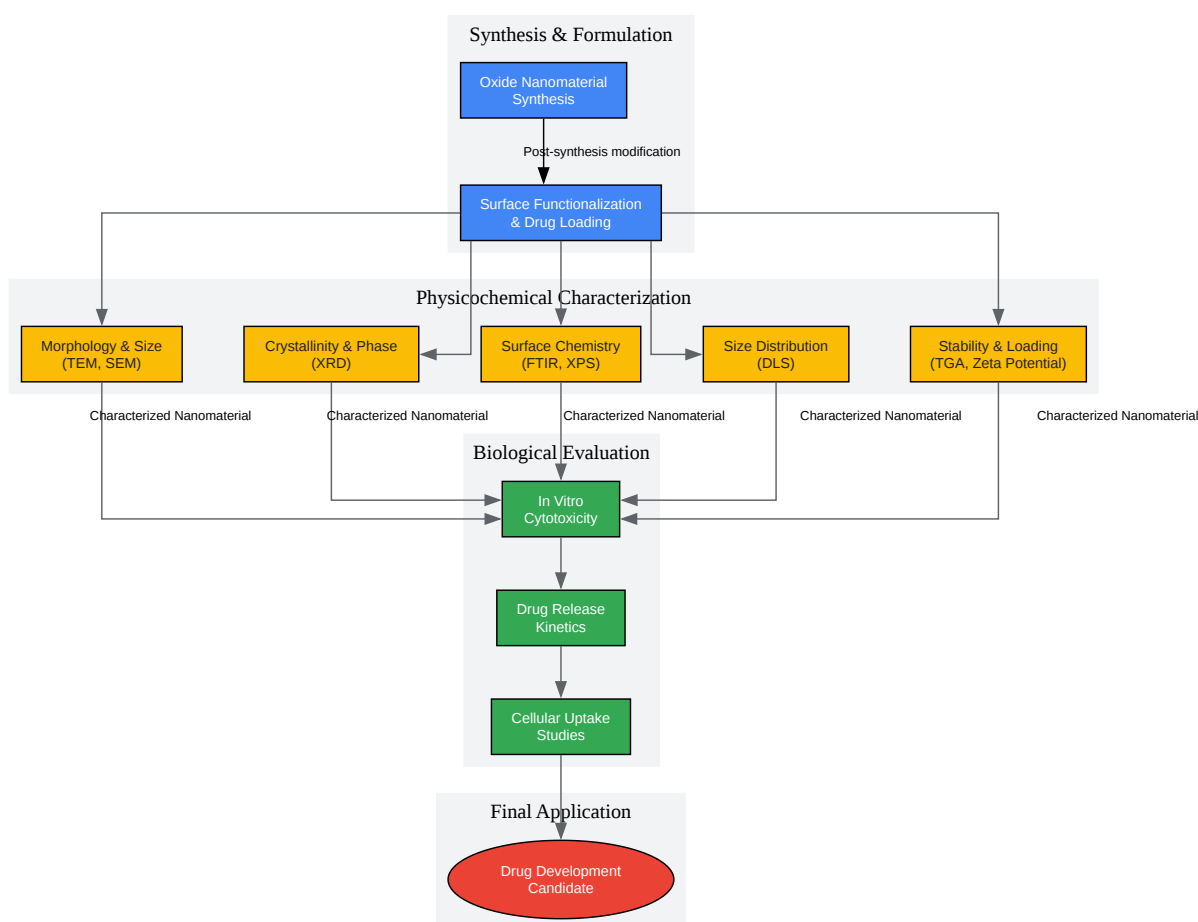 Synthesis & Formulation
Oxide Nanomaterial
Synthesis
Post-synthesis modification
Surface Functionalization
& Drug Loading
Physicochemical Characterization
Morphology & Size
(TEM, SEM)
Crystallinity & Phase
(XRD)
Surface Chemistry
(FTIR, XPS)
Size Distribution
(DLS)
Stability & Loading
(TGA, Zeta Potential)
Characterized Nanomaterial
Characterized Nanomaterial
Characterized Nanomaterial
Characterized Nanomaterial
Characterized Nanomaterial
Biological Evaluation
In Vitro
Cytotoxicity
Drug Release
Kinetics
Cellular Uptake
Studies
Final Application
Drug Development
Candidate